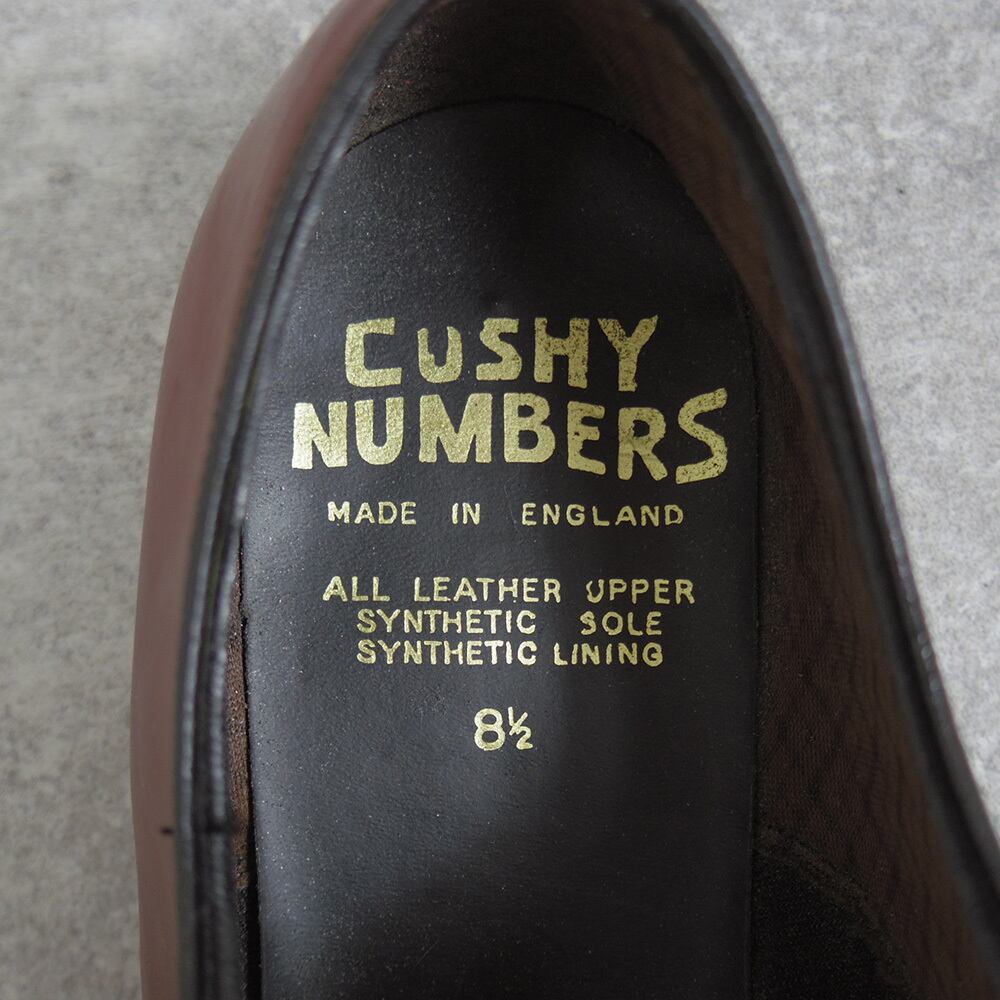 CUSHY
NUMBERS
MADE IN ENGLAND
ALL LEATHER UPPER
SYNTHETIC SOLE
SYNTHETIC LINING
8½